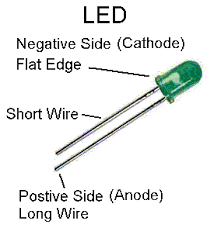 LED
Negative Side (Cathode)
Flat Edge
Short Wire
Postive Side (Anode)
Long Wire